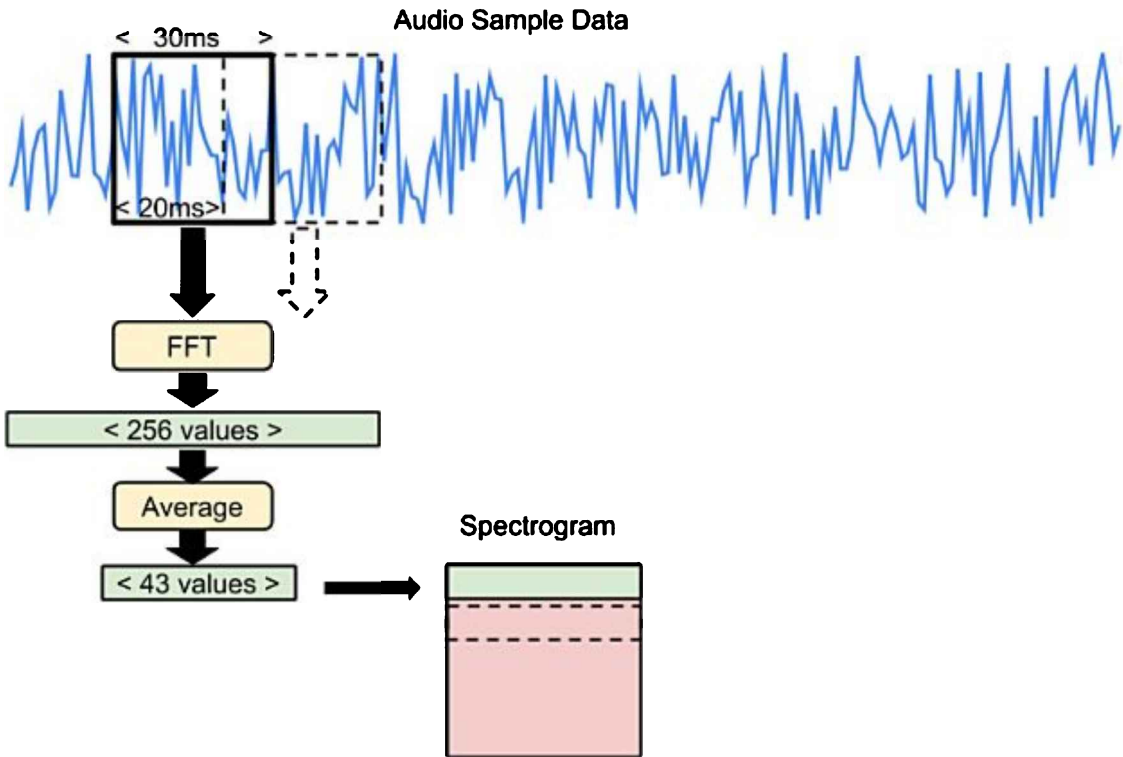 Audio Sample Data
< 30ms >
< 20ms>
FFT
< 256 values >
Average
Spectrogram
< 43 values >